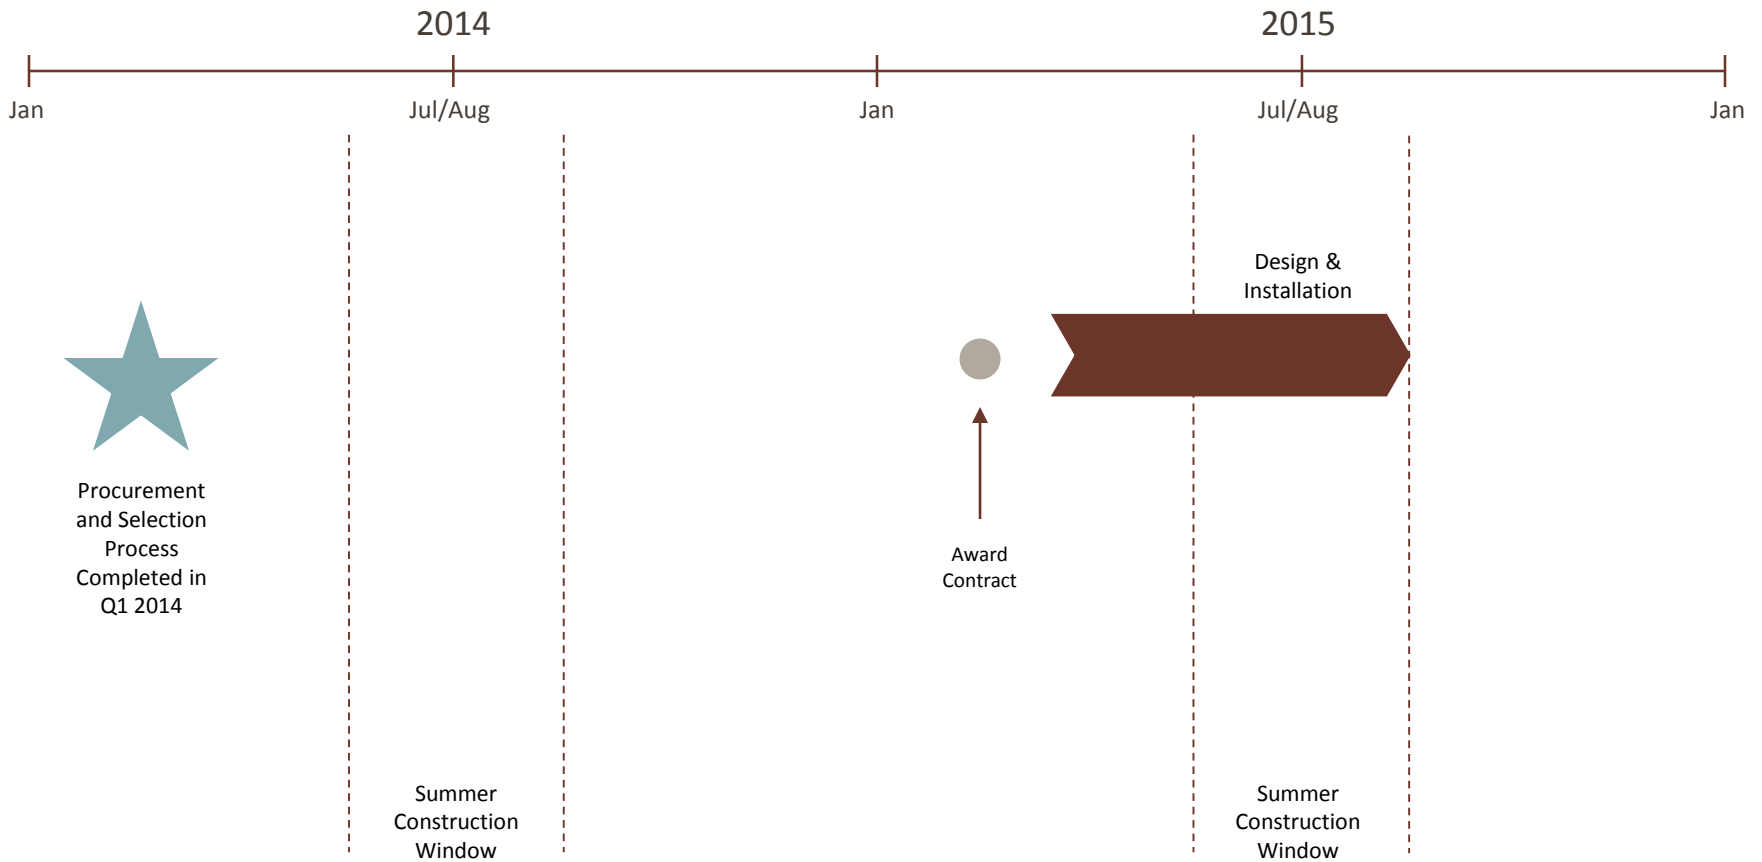 2014
2015
Jan
Jul/Aug
Jan
Jul/Aug
Jan
Design &
Installation
Procurement
and Selection
Process
Completed in
Q1 2014
Award
Contract
Summer
Construction
Window
Summer
Construction
Window